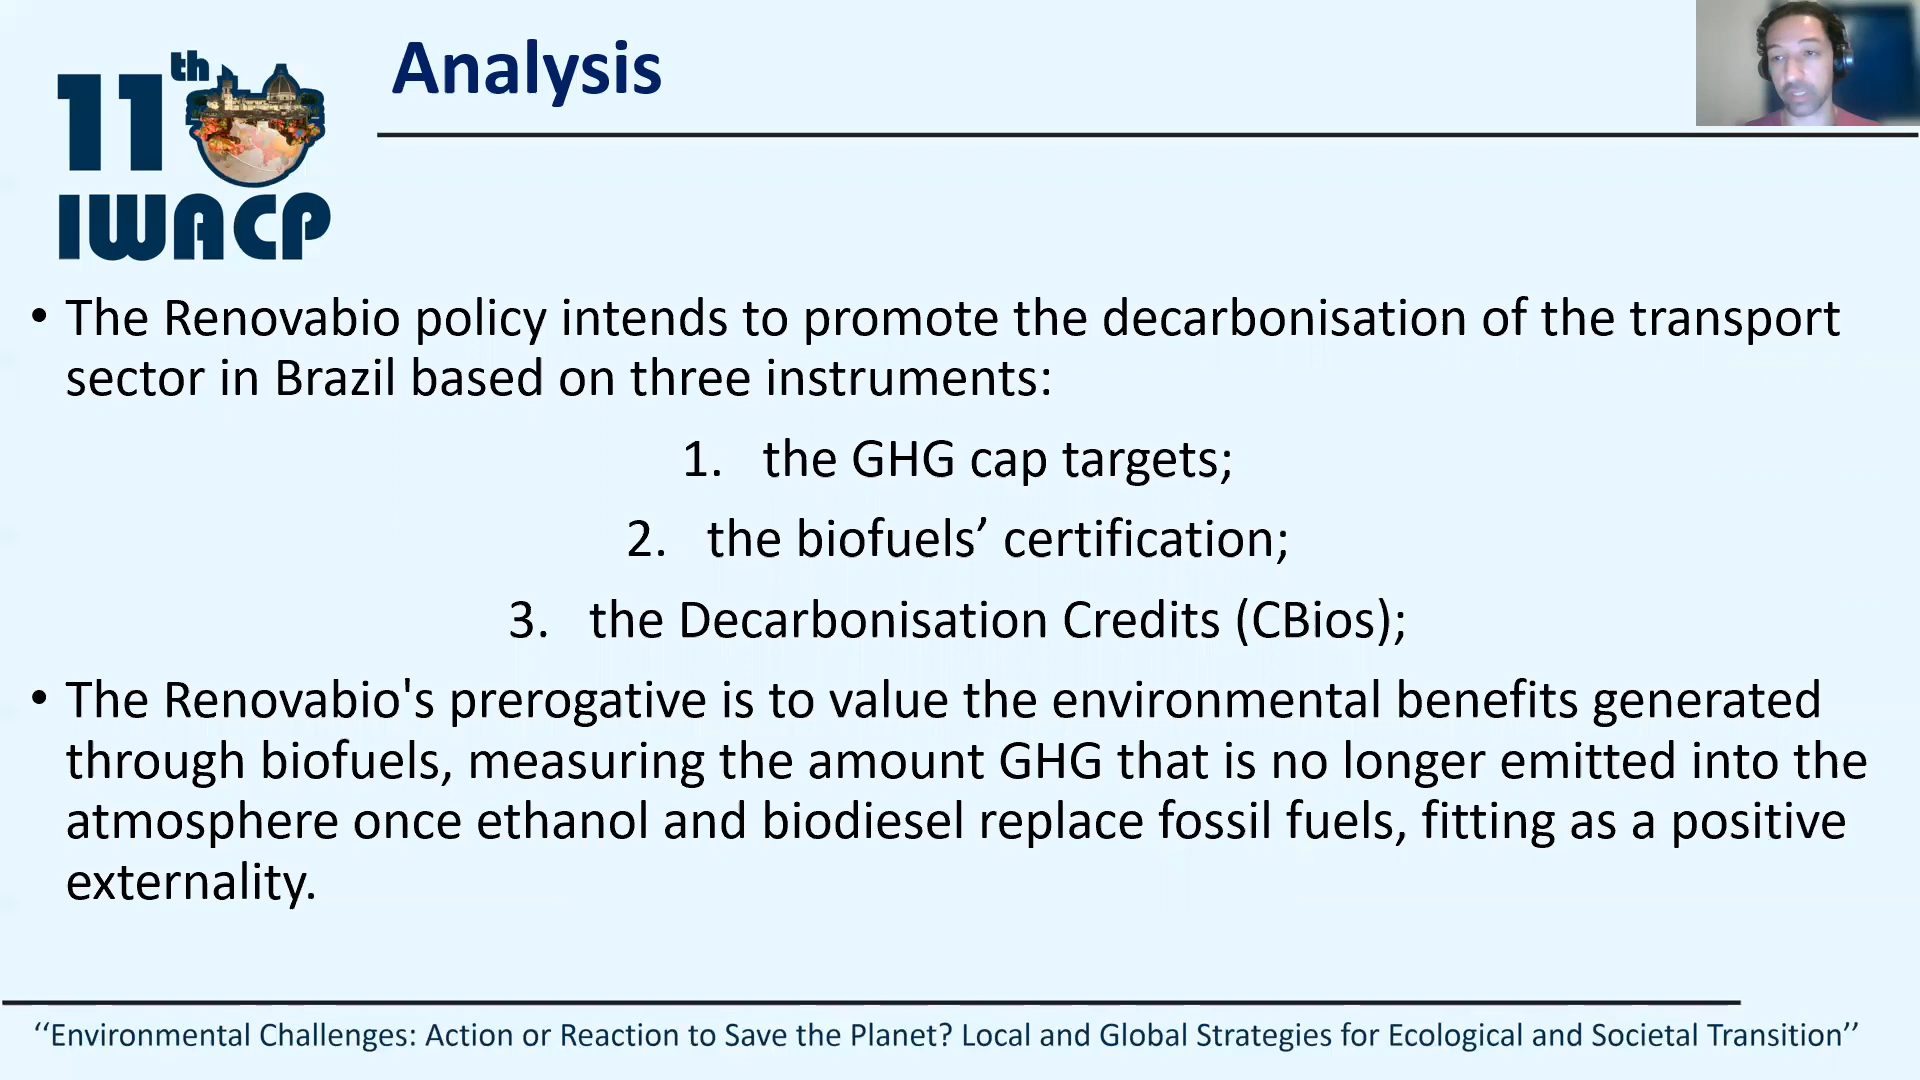 11th
IWACP
Analysis
• The Renovabio policy intends to promote the decarbonisation of the transport
sector in Brazil based on three instruments:
1. the GHG cap targets;
2. the biofuels’ certification;
3. the Decarbonisation Credits (CBios);
• The Renovabio's prerogative is to value the environmental benefits generated
through biofuels, measuring the amount GHG that is no longer emitted into the
atmosphere once ethanol and biodiesel replace fossil fuels, fitting as a positive
externality.
‘‘Environmental Challenges: Action or Reaction to Save the Planet? Local and Global Strategies for Ecological and Societal Transition’’